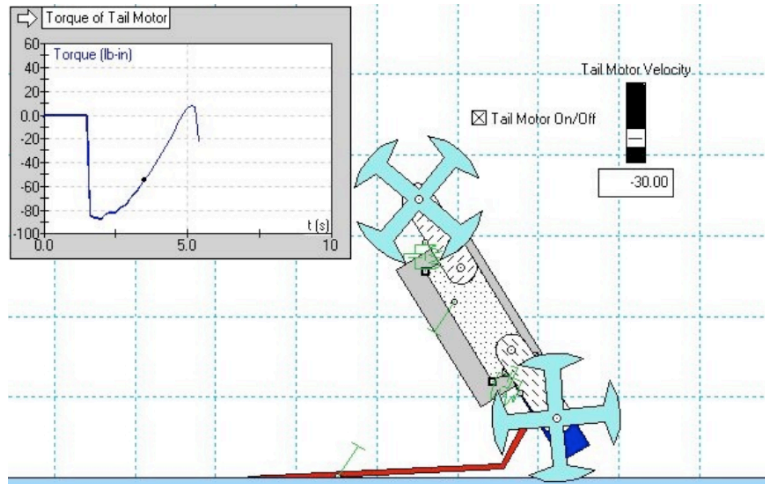 Torque of Tail Motor
Torque (lb-in)
60
40
20
0.0
-20
-40
-60
-80
-100
0.0
5.0
10
t (s)
Tail Motor Velocity
Tail Motor On/Off
-30.00